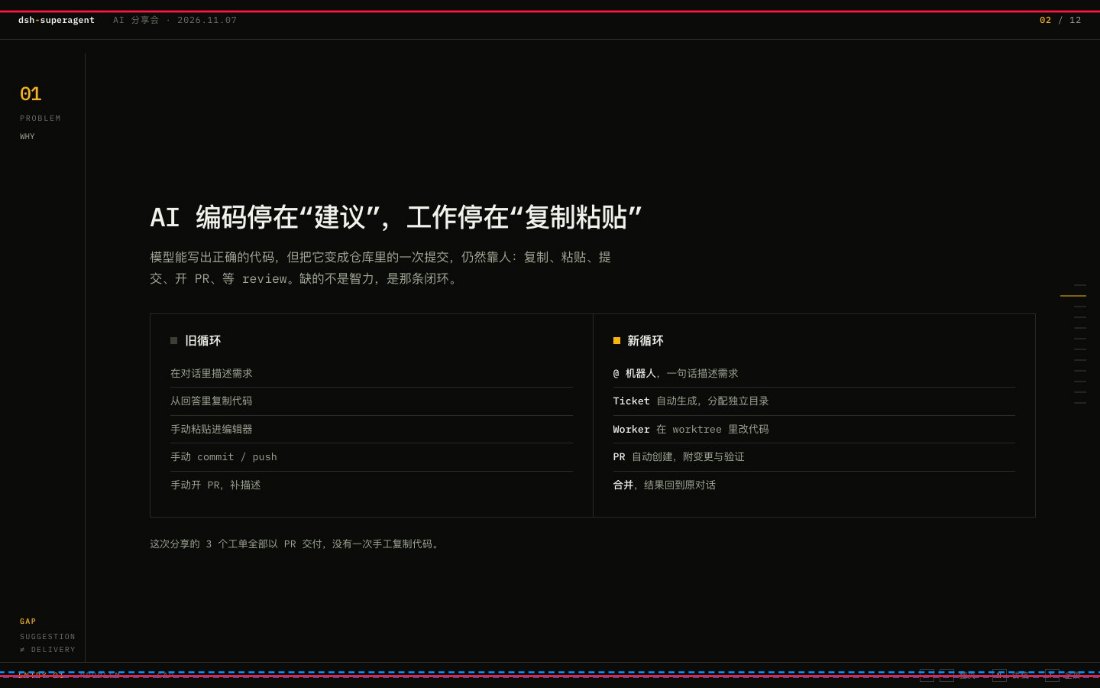 dsh-superagent AI 分享会 · 2026.11.07 02 / 12
01
PROBLEM
WHY
AI 编码停在“建议”，工作停在“复制粘贴”
模型能写出正确的代码，但把它变成仓库里的一次提交，仍然靠人：复制、粘贴、提
交、开 PR、等 review。缺的不是智力，是那条闭环。
旧循环
在对话里描述需求
从回答里复制代码
手动粘贴进编辑器
手动 commit / push
手动开 PR，补描述
新循环
@ 机器人，一句话描述需求
Ticket 自动生成，分配独立目录
Worker 在 worktree 里改代码
PR 自动创建，附变更与验证
合并，结果回到原对话
这次分享的 3 个工单全部以 PR 交付，没有一次手工复制代码。
GAP
SUGGESTION
≠ DELIVERY